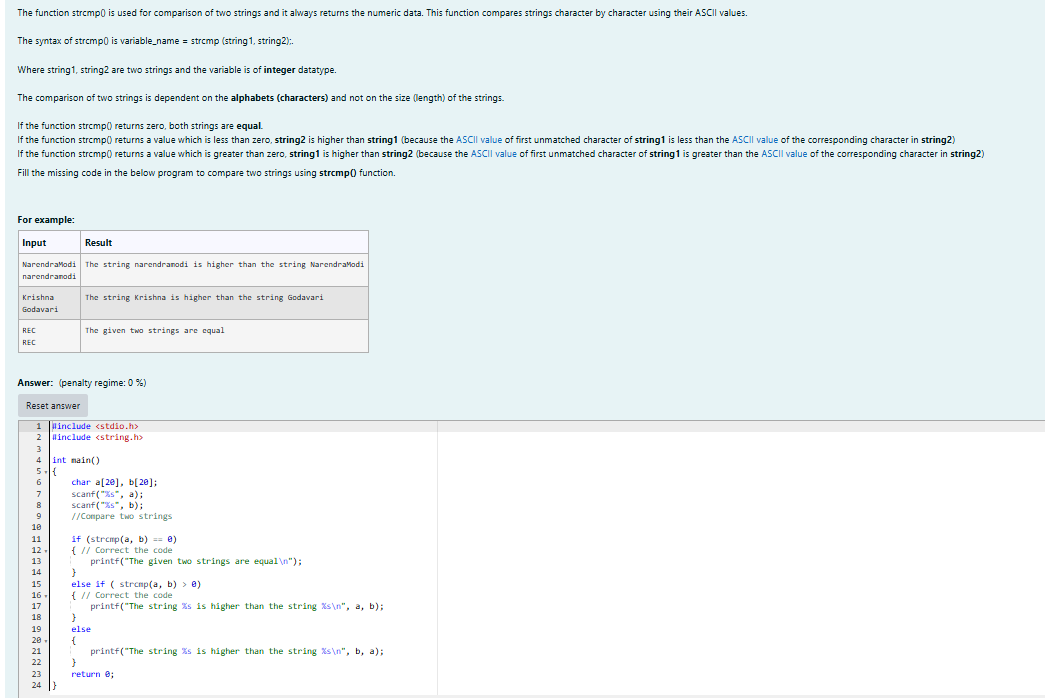 The function strcmp() is used for comparison of two strings and it always returns the numeric data. This function compares strings character by character using their ASCII values.
The syntax of strcmp() is variable_name = strcmp (string1, string2);.
Where string1, string2 are two strings and the variable is of integer datatype.
The comparison of two strings is dependent on the alphabets (characters) and not on the size (length) of the strings.
If the function strcmp() returns zero, both strings are equal.
If the function strcmp() returns a value which is less than zero, string2 is higher than string1 (because the ASCII value of first unmatched character of string1 is less than the ASCII value of the corresponding character in string2)
If the function strcmp() returns a value which is greater than zero, string1 is higher than string2 (because the ASCII value of first unmatched character of string1 is greater than the ASCII value of the corresponding character in string2)
Fill the missing code in the below program to compare two strings using strcmp() function.
For example:
Input Result
NarendraModi The string narendramodi is higher than the string NarendraModi
narendramodi
Krishna The string Krishna is higher than the string Godavari
Godavari
REC The given two strings are equal
REC
Answer: (penalty regime: 0 %)
Reset answer
1 #include <stdio.h>
2 #include <string.h>
3
4 int main()
5 {
6 char a[20], b[20];
7 scanf("%s", a);
8 scanf("%s", b);
9 //Compare two strings
10
11 if (strcmp(a, b) == 0)
12 { // Correct the code
13 printf("The given two strings are equal\n");
14 }
15 else if ( strcmp(a, b) > 0)
16 { // Correct the code
17 printf("The string %s is higher than the string %s\n", a, b);
18 }
19 else
20 {
21 printf("The string %s is higher than the string %s\n", b, a);
22 }
23 return 0;
24 }